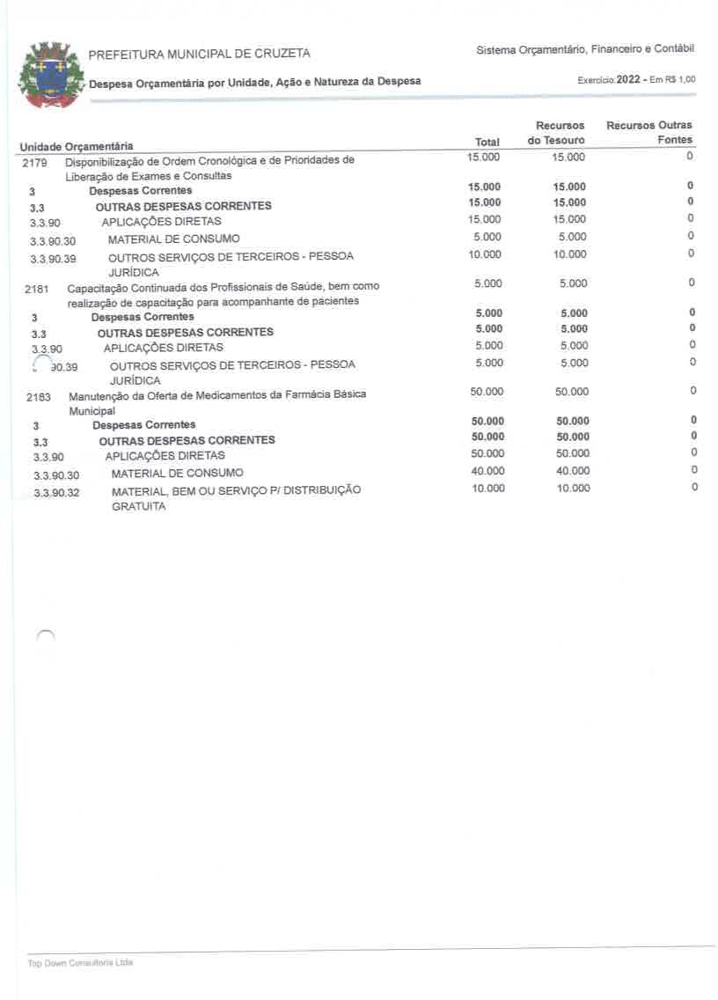 PREFEITURA MUNICIPAL DE CRUZETA
Sistema Orçamentário, Financeiro e Contábil
Despesa Orçamentária por Unidade, Ação e Natureza da Despesa
Exercício: 2022 - Em R$ 1,00
Unidade Orçamentária Total Recursos do Tesouro Recursos Outras Fontes
2179 Disponibilização de Ordem Cronológica e de Prioridades de 15.000 15.000 0
Liberação de Exames e Consultas
3 Despesas Correntes 15.000 15.000 0
3.3 OUTRAS DESPESAS CORRENTES 15.000 15.000 0
3.3.90 APLICAÇÕES DIRETAS 15.000 15.000 0
3.3.90.30 MATERIAL DE CONSUMO 5.000 5.000 0
3.3.90.39 OUTROS SERVIÇOS DE TERCEIROS - PESSOA 10.000 10.000 0
JURÍDICA
2181 Capacitação Continuada dos Profissionais de Saúde, bem como 5.000 5.000 0
realização de capacitação para acompanhante de pacientes
3 Despesas Correntes 5.000 5.000 0
3.3 OUTRAS DESPESAS CORRENTES 5.000 5.000 0
3.3.90 APLICAÇÕES DIRETAS 5.000 5.000 0
90.39 OUTROS SERVIÇOS DE TERCEIROS - PESSOA 5.000 5.000 0
JURÍDICA
2183 Manutenção da Oferta de Medicamentos da Farmácia Básica 50.000 50.000 0
Municipal
3 Despesas Correntes 50.000 50.000 0
3.3 OUTRAS DESPESAS CORRENTES 50.000 50.000 0
3.3.90 APLICAÇÕES DIRETAS 50.000 50.000 0
3.3.90.30 MATERIAL DE CONSUMO 40.000 40.000 0
3.3.90.32 MATERIAL, BEM OU SERVIÇO P/ DISTRIBUIÇÃO 10.000 10.000 0
GRATUITA
Top Down Consultoria Ltda